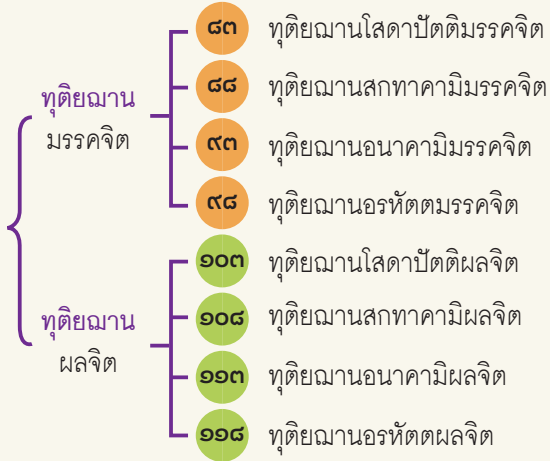 ทุติยฌาน
มรรคจิต
๘๓ ทุติยฌานโสดาปัตติมรรคจิต
๘๘ ทุติยฌานสกทาคามิมรรคจิต
๙๓ ทุติยฌานอนาคามิมรรคจิต
๙๘ ทุติยฌานอรหัตตมรรคจิต
ทุติยฌาน
ผลจิต
๑๐๓ ทุติยฌานโสดาปัตติผลจิต
๑๐๘ ทุติยฌานสกทาคามิผลจิต
๑๑๓ ทุติยฌานอนาคามิผลจิต
๑๑๘ ทุติยฌานอรหัตตผลจิต